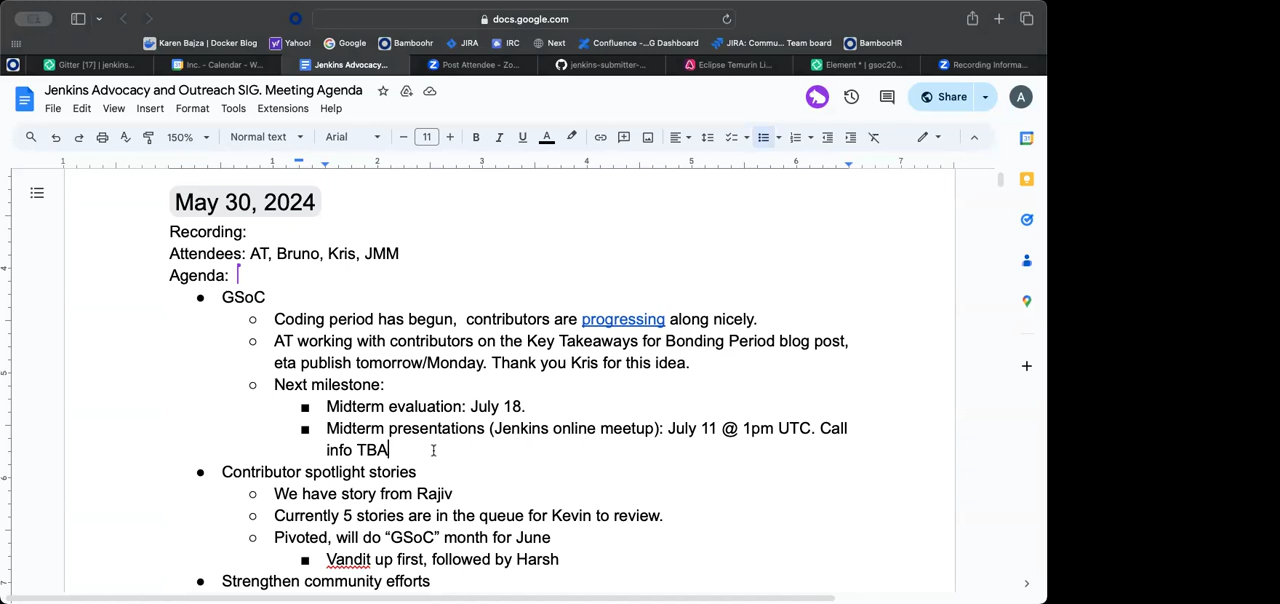 docs.google.com
Karen Bajza | Docker Blog Yahoo! Google Bamboohr JIRA IRC Next Confluence...G Dashboard JIRA: Commu... Team board BambooHR
Gitter [17] | jenkins... Inc. - Calendar - W... Jenkins Advocacy... Post Attendee - Zo... jenkins-submitter-... Eclipse Temurin Li... Element * | gsoc20... Recording Informa...
Jenkins Advocacy and Outreach SIG. Meeting Agenda
Share
A
File Edit View Insert Format Tools Extensions Help
150% Normal text Arial 11 B I U A
1 1 2 3 4 5 6 7
May 30, 2024
Recording:
Attendees: AT, Bruno, Kris, JMM
Agenda:
● GSoC
○ Coding period has begun, contributors are progressing along nicely.
○ AT working with contributors on the Key Takeaways for Bonding Period blog post,
eta publish tomorrow/Monday. Thank you Kris for this idea.
○ Next milestone:
■ Midterm evaluation: July 18.
■ Midterm presentations (Jenkins online meetup): July 11 @ 1pm UTC. Call
info TBA
● Contributor spotlight stories
○ We have story from Rajiv
○ Currently 5 stories are in the queue for Kevin to review.
○ Pivoted, will do “GSoC” month for June
■ Vandit up first, followed by Harsh
● Strengthen community efforts